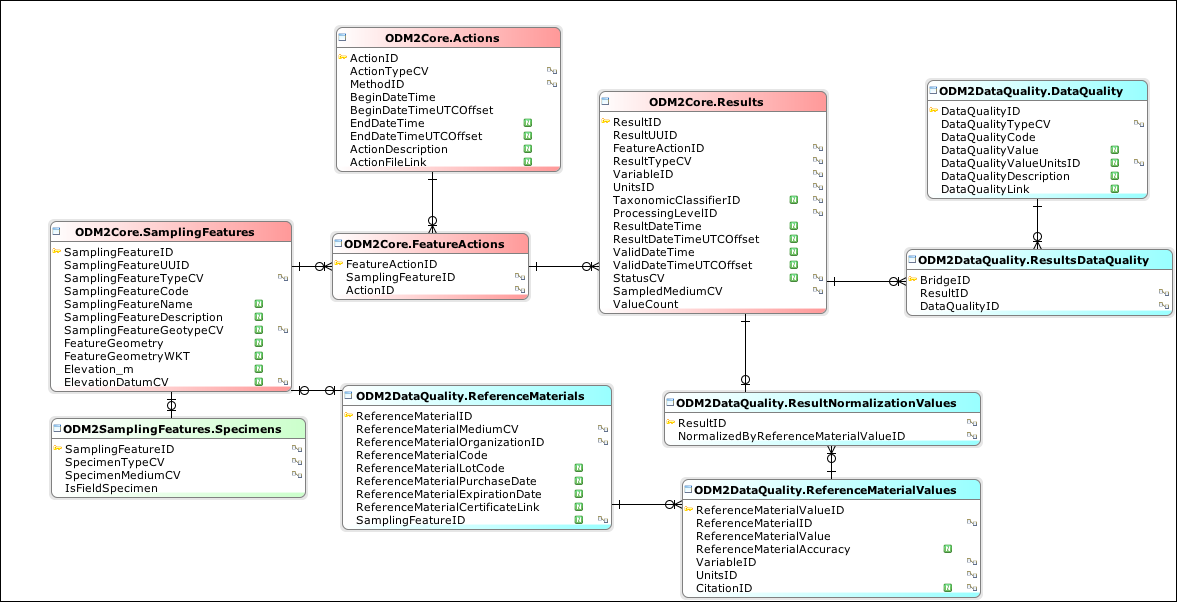 ODM2Core.Actions
ActionID
ActionTypeCV
MethodID
BeginDateTime
BeginDateTimeUTCOffset
EndDateTime N
EndDateTimeUTCOffset N
ActionDescription N
ActionFileLink N
ODM2Core.Results
ResultID
ResultUUID
FeatureActionID
ResultTypeCV
VariableID
UnitsID
TaxonomicClassifierID N
ProcessingLevelID
ResultDateTime N
ResultDateTimeUTCOffset N
ValidDateTime N
ValidDateTimeUTCOffset N
StatusCV N
SampledMediumCV
ValueCount
ODM2DataQuality.DataQuality
DataQualityID
DataQualityTypeCV
DataQualityCode
DataQualityValue N
DataQualityValueUnitsID N
DataQualityDescription N
DataQualityLink N
ODM2Core.SamplingFeatures
SamplingFeatureID
SamplingFeatureUUID
SamplingFeatureTypeCV
SamplingFeatureCode
SamplingFeatureName N
SamplingFeatureDescription N
SamplingFeatureGeotypeCV N
FeatureGeometry N
FeatureGeometryWKT N
Elevation_m N
ElevationDatumCV N
ODM2Core.FeatureActions
FeatureActionID
SamplingFeatureID
ActionID
ODM2DataQuality.ResultsDataQuality
BridgeID
ResultID
DataQualityID
ODM2SamplingFeatures.Specimens
SamplingFeatureID
SpecimenTypeCV
SpecimenMediumCV
IsFieldSpecimen
ODM2DataQuality.ReferenceMaterials
ReferenceMaterialID
ReferenceMaterialMediumCV
ReferenceMaterialOrganizationID
ReferenceMaterialCode
ReferenceMaterialLotCode N
ReferenceMaterialPurchaseDate N
ReferenceMaterialExpirationDate N
ReferenceMaterialCertificateLink N
SamplingFeatureID N
ODM2DataQuality.ResultNormalizationValues
ResultID
NormalizedByReferenceMaterialValueID
ODM2DataQuality.ReferenceMaterialValues
ReferenceMaterialValueID
ReferenceMaterialID
ReferenceMaterialValue
ReferenceMaterialAccuracy N
VariableID
UnitsID
CitationID N